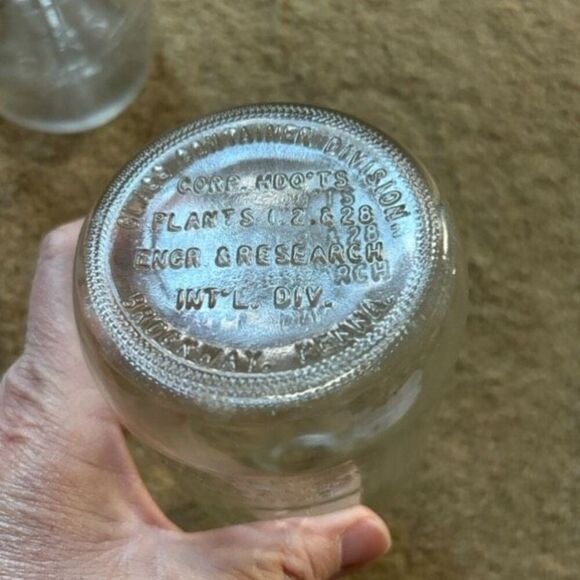 GLASS CONTAINER DIVISION
CORP. HDQ'TS
PLANTS 1.2.&28
ENGR & RESEARCH
INT'L. DIV.
BROCKWAY, PENNA.